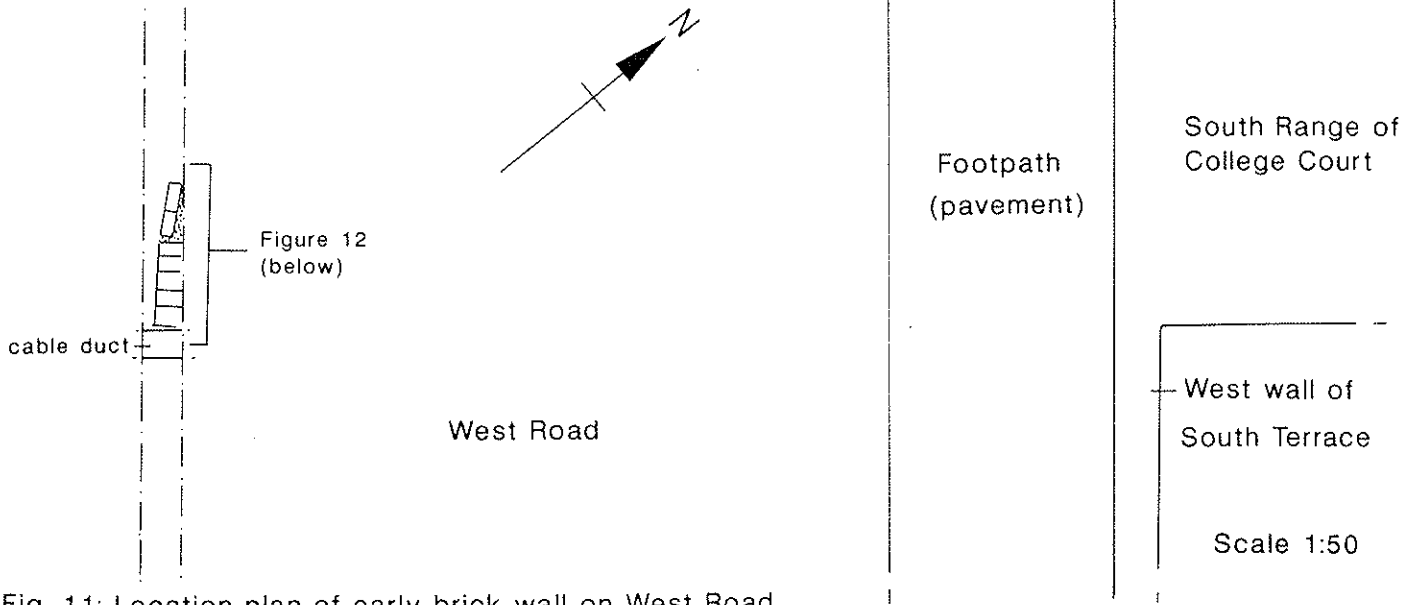 N
South Range of
College Court
Footpath
(pavement)
Figure 12
(below)
cable duct
West wall of
South Terrace
West Road
Scale 1:50
Fig. 11: Location plan of early brick wall on West Road